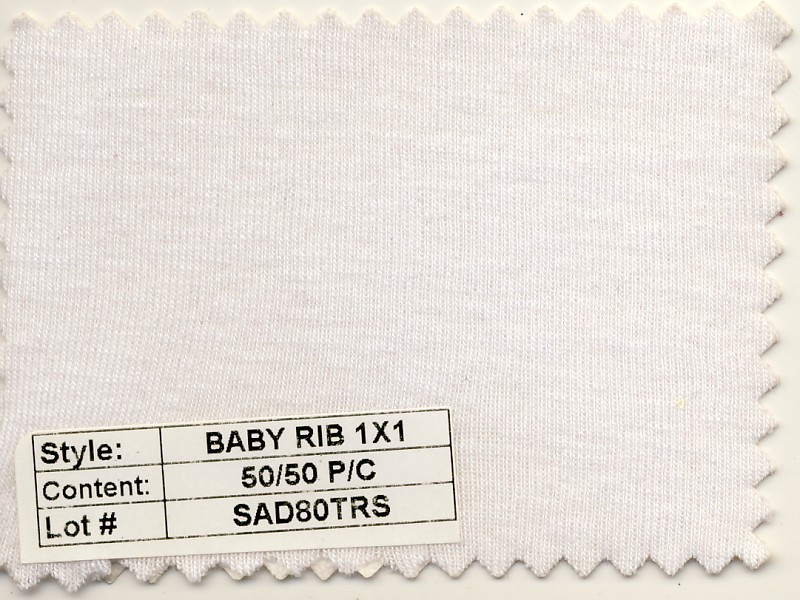 Style: BABY RIB 1X1
Content: 50/50 P/C
Lot # SAD80TRS